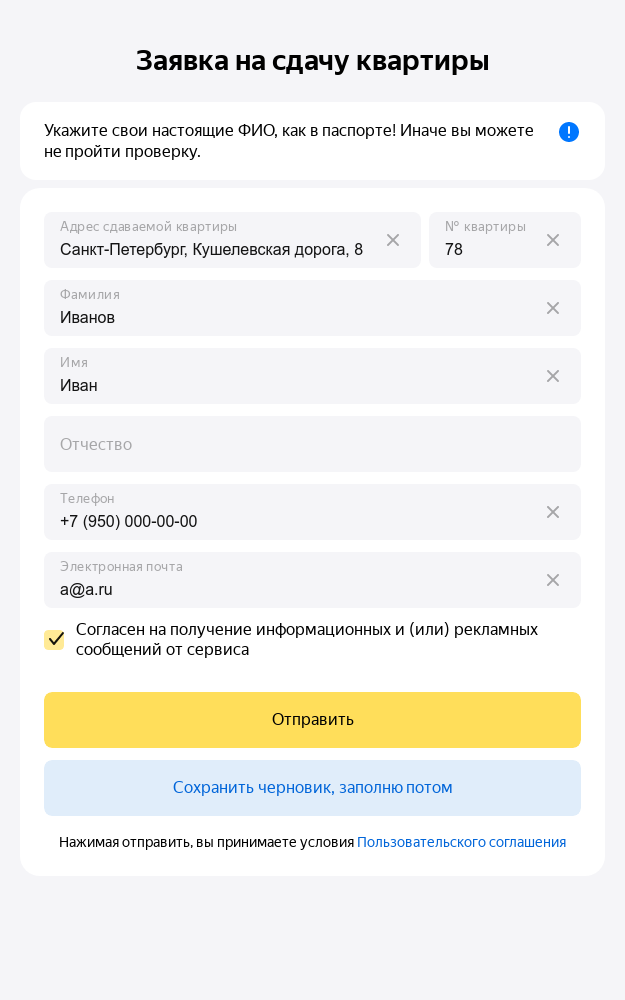 Заявка на сдачу квартиры
Укажите свои настоящие ФИО, как в паспорте! Иначе вы можете
не пройти проверку.
Адрес сдаваемой квартиры
Санкт-Петербург, Кушелевская дорога, 8
№ квартиры
78
Фамилия
Иванов
Имя
Иван
Отчество
Телефон
+7 (950) 000-00-00
Электронная почта
a@a.ru
Согласен на получение информационных и (или) рекламных
сообщений от сервиса
Отправить
Сохранить черновик, заполню потом
Нажимая отправить, вы принимаете условия Пользовательского соглашения